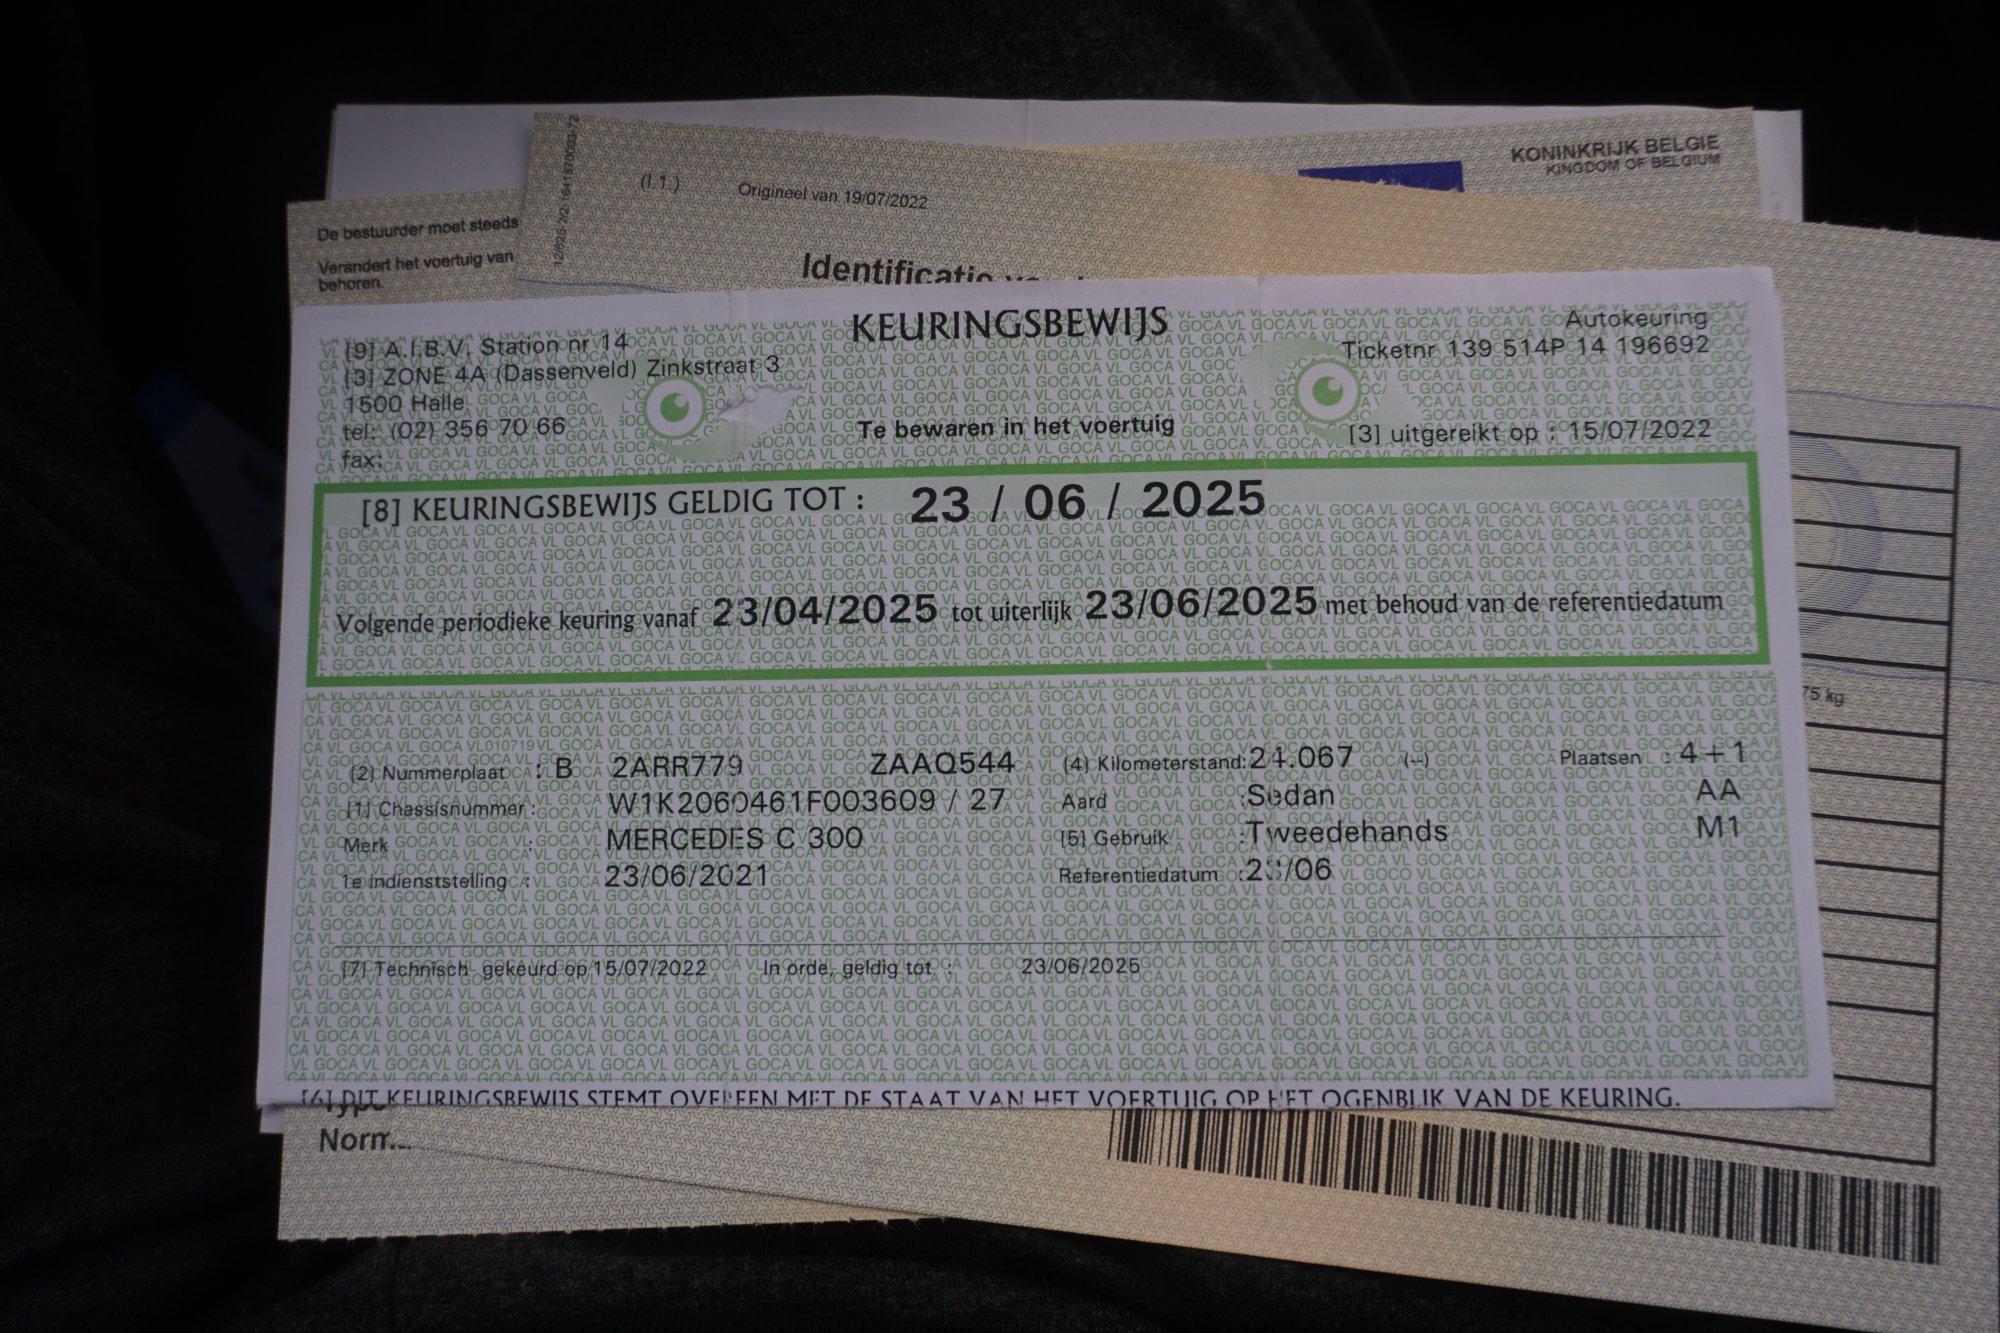 KONINKRIJK BELGIE
KINGDOM OF BELGIUM
(I.1.) Origineel van 19/07/2022
De bestuurder moet steeds
Verandert het voertuig van
behoren.
Identificatie
KEURINGSBEWIJS
Autokeuring
[9] A.I.B.V. Station nr 14
Ticketnr 139 514P 14 196692
[3] ZONE 4A (Dassenveld) Zinkstraat 3
1500 Halle
tel: (02) 356 70 66
Te bewaren in het voertuig
[3] uitgereikt op : 15/07/2022
fax:
[8] KEURINGSBEWIJS GELDIG TOT : 23 / 06 / 2025
Volgende periodieke keuring vanaf 23/04/2025 tot uiterlijk 23/06/2025 met behoud van de referentiedatum
75 kg
(2) Nummerplaat : B 2ARR779 ZAAQ544 (4) Kilometerstand: 24.067 (--) Plaatsen : 4+1
[1] Chassisnummer : W1K2060461F003609 / 27 Aard :Sedan AA
Merk : MERCEDES C 300 [5] Gebruik :Tweedehands M1
1e indienststelling : 23/06/2021 Referentiedatum : /06
[7] Technisch gekeurd op 15/07/2022 In orde, geldig tot : 23/06/2025
[6] DIT KEURINGSBEWIJS STEMT OVEREEN MET DE STAAT VAN HET VOERTUIG OP HET OGENBLIK VAN DE KEURING.